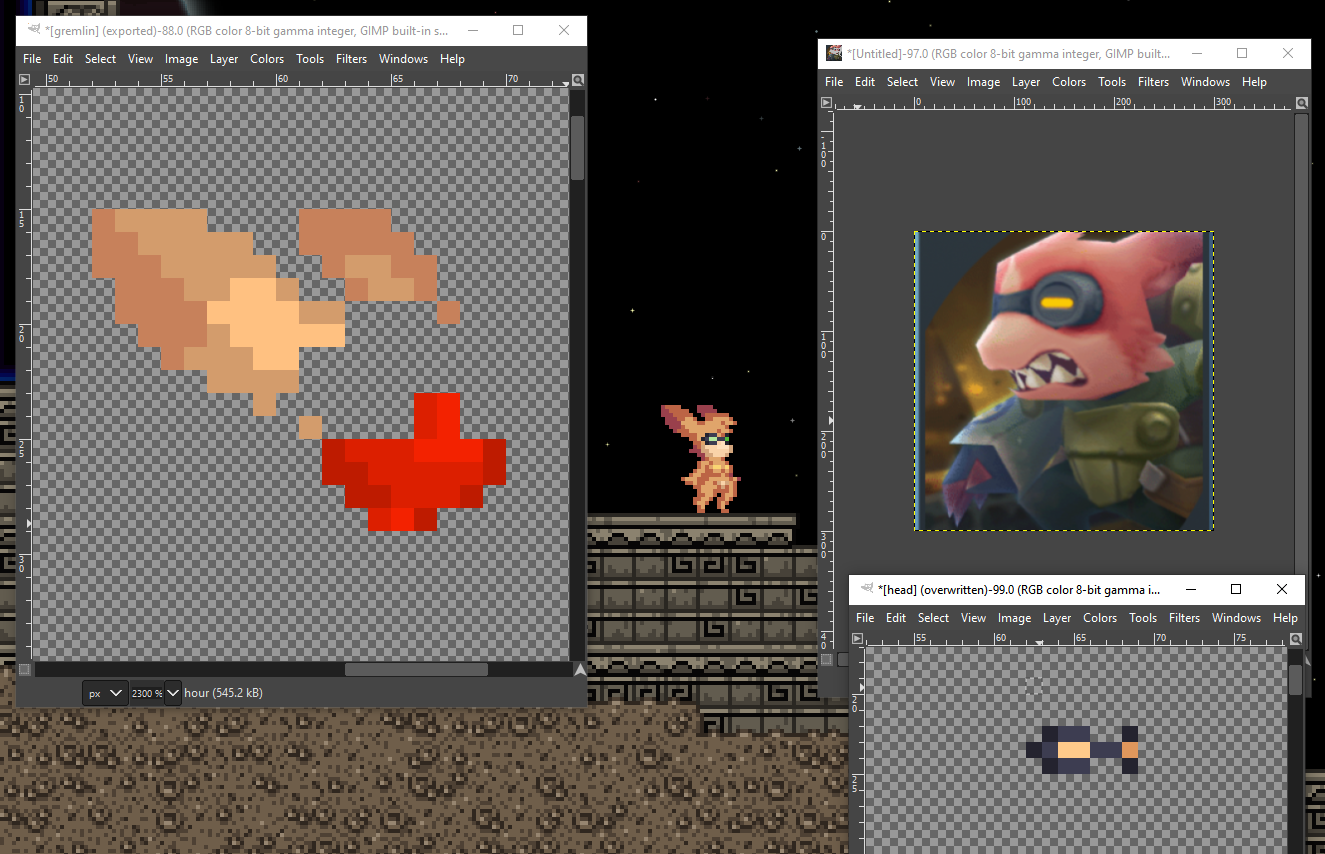 *[gremlin] (exported)-88.0 (RGB color 8-bit gamma integer, GIMP built-in s...
File Edit Select View Image Layer Colors Tools Filters Windows Help
50 55 60 65 70
10
15
20
25
30
px 2300 % hour (545.2 kB)
*[Untitled]-97.0 (RGB color 8-bit gamma integer, GIMP built...
File Edit Select View Image Layer Colors Tools Filters Windows Help
0 100 200 300
-100
0
100
200
300
40
*[head] (overwritten)-99.0 (RGB color 8-bit gamma i...
File Edit Select View Image Layer Colors Tools Filters Windows Help
55 60 65 70 75
20
25